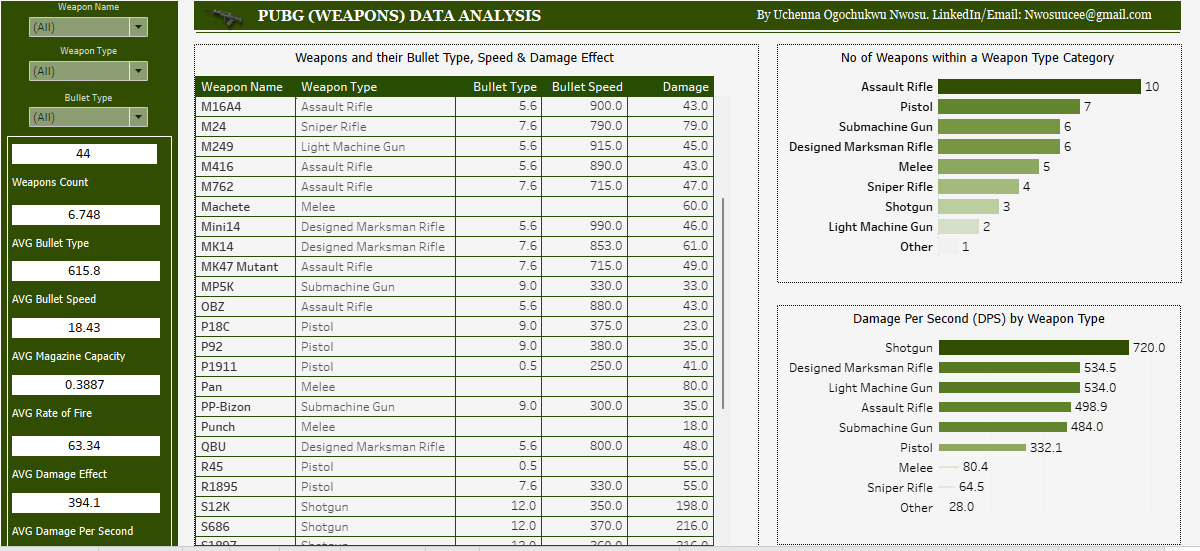 Weapon Name
(All)
Weapon Type
(All)
Bullet Type
(All)
44
Weapons Count
6.748
AVG Bullet Type
615.8
AVG Bullet Speed
18.43
AVG Magazine Capacity
0.3887
AVG Rate of Fire
63.34
AVG Damage Effect
394.1
AVG Damage Per Second
PUBG (WEAPONS) DATA ANALYSIS
By Uchenna Ogochukwu Nwosu. LinkedIn/Email: Nwosuucee@gmail.com
Weapons and their Bullet Type, Speed & Damage Effect
Weapon Name Weapon Type Bullet Type Bullet Speed Damage
M16A4 Assault Rifle 5.6 900.0 43.0
M24 Sniper Rifle 7.6 790.0 79.0
M249 Light Machine Gun 5.6 915.0 45.0
M416 Assault Rifle 5.6 890.0 43.0
M762 Assault Rifle 7.6 715.0 47.0
Machete Melee 60.0
Mini14 Designed Marksman Rifle 5.6 990.0 46.0
MK14 Designed Marksman Rifle 7.6 853.0 61.0
MK47 Mutant Assault Rifle 7.6 715.0 49.0
MP5K Submachine Gun 9.0 330.0 33.0
OBZ Assault Rifle 5.6 880.0 43.0
P18C Pistol 9.0 375.0 23.0
P92 Pistol 9.0 380.0 35.0
P1911 Pistol 0.5 250.0 41.0
Pan Melee 80.0
PP-Bizon Submachine Gun 9.0 300.0 35.0
Punch Melee 18.0
QBU Designed Marksman Rifle 5.6 800.0 48.0
R45 Pistol 0.5 55.0
R1895 Pistol 7.6 330.0 55.0
S12K Shotgun 12.0 350.0 198.0
S686 Shotgun 12.0 370.0 216.0
S1897 Shotgun 12.0 360.0 216.0
No of Weapons within a Weapon Type Category
Assault Rifle 10
Pistol 7
Submachine Gun 6
Designed Marksman Rifle 6
Melee 5
Sniper Rifle 4
Shotgun 3
Light Machine Gun 2
Other 1
Damage Per Second (DPS) by Weapon Type
Shotgun 720.0
Designed Marksman Rifle 534.5
Light Machine Gun 534.0
Assault Rifle 498.9
Submachine Gun 484.0
Pistol 332.1
Melee 80.4
Sniper Rifle 64.5
Other 28.0